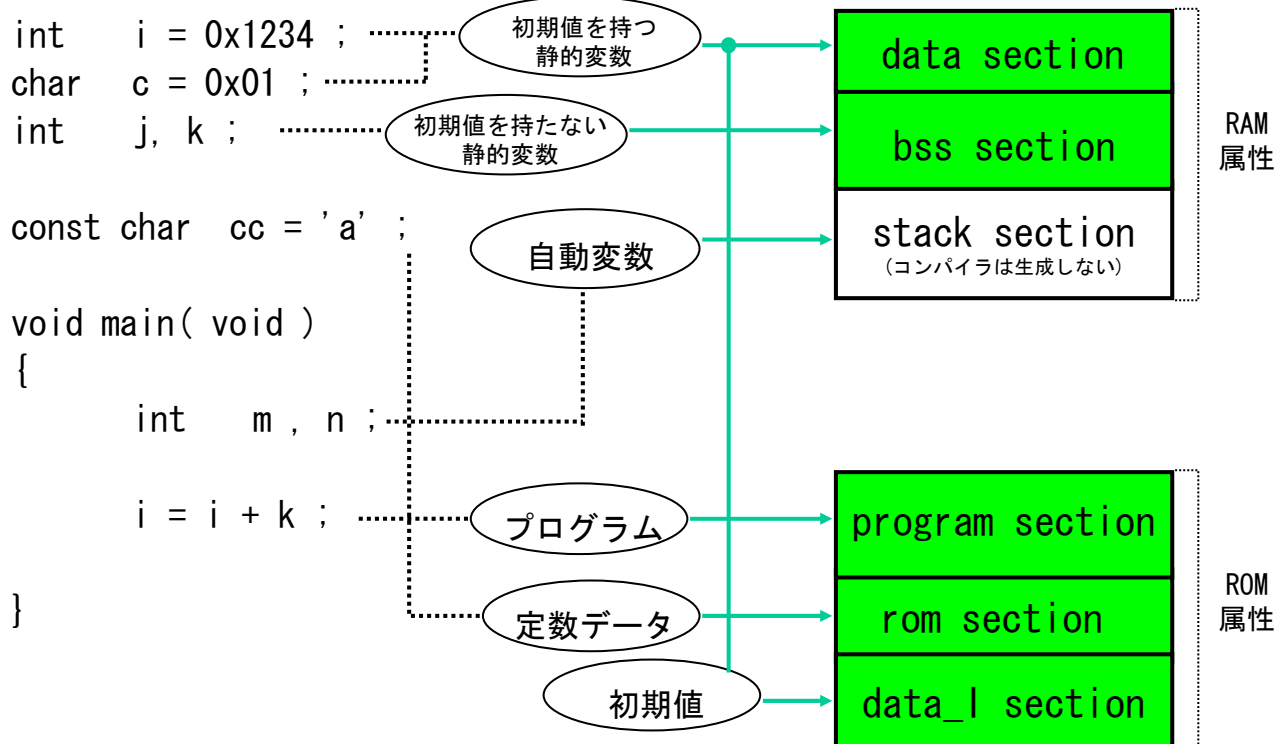 int i = 0x1234 ;
char c = 0x01 ;
int j, k ;
const char cc = 'a' ;
void main( void )
{
int m , n ;
i = i + k ;
}
初期値を持つ
静的変数
初期値を持たない
静的変数
自動変数
プログラム
定数データ
初期値
data section
bss section
stack section
(コンパイラは生成しない)
RAM
属性
program section
rom section
data_I section
ROM
属性